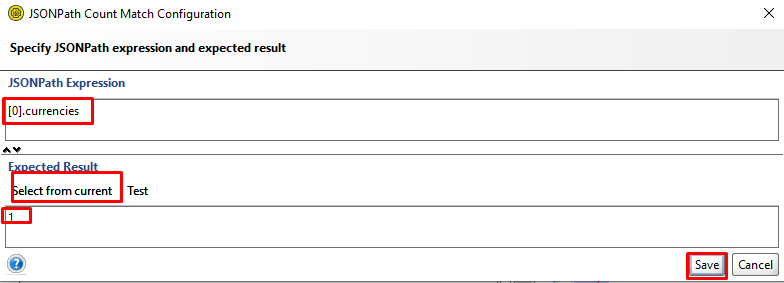 JSONPath Count Match Configuration
Specify JSONPath expression and expected result
JSONPath Expression
[0].currencies
Expected Result
Select from current Test
1
Save Cancel